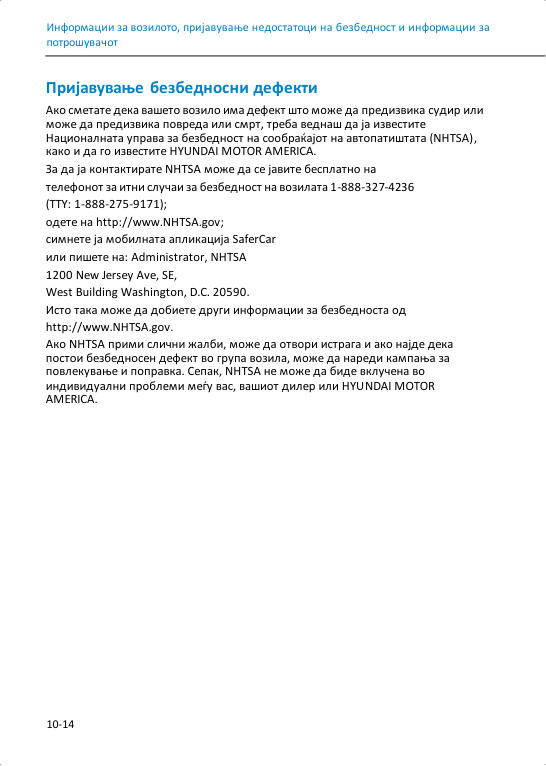 Информации за возилото, пријавување недостатоци на безбедност и информации за
потрошувачот
Пријавување безбедносни дефекти
Ако сметате дека вашето возило има дефект што може да предизвика судир или
може да предизвика повреда или смрт, треба веднаш да ја известите
Националната управа за безбедност на сообраќајот на автопатиштата (NHTSA),
како и да го известите HYUNDAI MOTOR AMERICA.
За да ја контактирате NHTSA може да се јавите бесплатно на
телефонот за итни случаи за безбедност на возилата 1-888-327-4236
(TTY: 1-888-275-9171);
одете на http://www.NHTSA.gov;
симнете ја мобилната апликација SaferCar
или пишете на: Administrator, NHTSA
1200 New Jersey Ave, SE,
West Building Washington, D.C. 20590.
Исто така може да добиете други информации за безбедноста од
http://www.NHTSA.gov.
Ако NHTSA прими слични жалби, може да отвори истрага и ако најде дека
постои безбедносен дефект во група возила, може да нареди кампања за
повлекување и поправка. Сепак, NHTSA не може да биде вклучена во
индивидуални проблеми меѓу вас, вашиот дилер или HYUNDAI MOTOR
AMERICA.
10-14